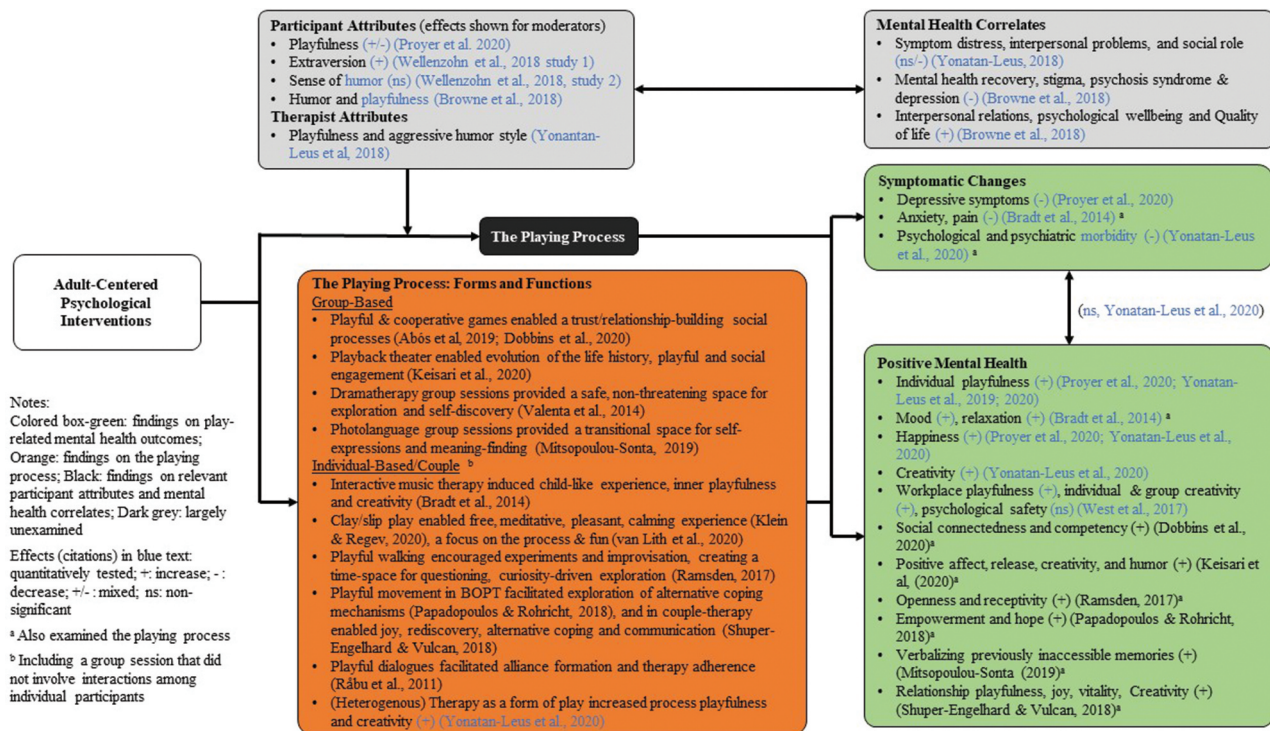 Participant Attributes (effects shown for moderators)
• Playfulness (+/-) (Proyer et al. 2020)
• Extraversion (+) (Wellenzohn et al., 2018 study 1)
• Sense of humor (ns) (Wellenzohn et al., 2018, study 2)
• Humor and playfulness (Browne et al., 2018)
Therapist Attributes
• Playfulness and aggressive humor style (Yonantan-
Leus et al, 2018)
Mental Health Correlates
• Symptom distress, interpersonal problems, and social role
(ns/-) (Yonatan-Leus, 2018)
• Mental health recovery, stigma, psychosis syndrome &
depression (-) (Browne et al., 2018)
• Interpersonal relations, psychological wellbeing and Quality
of life (+) (Browne et al., 2018)
Adult-Centered
Psychological
Interventions
The Playing Process
The Playing Process: Forms and Functions
Group-Based
• Playful & cooperative games enabled a trust/relationship-building social
processes (Abós et al, 2019; Dobbins et al., 2020)
• Playback theater enabled evolution of the life history, playful and social
engagement (Keisari et al., 2020)
• Dramatherapy group sessions provided a safe, non-threatening space for
exploration and self-discovery (Valenta et al., 2014)
• Photolanguage group sessions provided a transitional space for self-
expressions and meaning-finding (Mitsopoulou-Sonta, 2019)
Individual-Based/Couple b
• Interactive music therapy induced child-like experience, inner playfulness
and creativity (Bradt et al., 2014)
• Clay/slip play enabled free, meditative, pleasant, calming experience (Klein
& Regev, 2020), a focus on the process & fun (van Lith et al., 2020)
• Playful walking encouraged experiments and improvisation, creating a
time-space for questioning, curiosity-driven exploration (Ramsden, 2017)
• Playful movement in BOPT facilitated exploration of alternative coping
mechanisms (Papadopoulos & Rohricht, 2018), and in couple-therapy
enabled joy, rediscovery, alternative coping and communication (Shuper-
Engelhard & Vulcan, 2018)
• Playful dialogues facilitated alliance formation and therapy adherence
(Råbu et al., 2011)
• (Heterogenous) Therapy as a form of play increased process playfulness
and creativity (+) (Yonatan-Leus et al., 2020)
Symptomatic Changes
• Depressive symptoms (-) (Proyer et al., 2020)
• Anxiety, pain (-) (Bradt et al., 2014) a
• Psychological and psychiatric morbidity (-) (Yonatan-Leus
et al., 2020) a
(ns, Yonatan-Leus et al., 2020)
Positive Mental Health
• Individual playfulness (+) (Proyer et al., 2020; Yonatan-
Leus et al., 2019; 2020)
• Mood (+), relaxation (+) (Bradt et al., 2014) a
• Happiness (+) (Proyer et al., 2020; Yonatan-Leus et al.,
2020)
• Creativity (+) (Yonatan-Leus et al., 2020)
• Workplace playfulness (+), individual & group creativity
(+), psychological safety (ns) (West et al., 2017)
• Social connectedness and competency (+) (Dobbins et al.,
2020)a
• Positive affect, release, creativity, and humor (+) (Keisari et
al, (2020)a
• Openness and receptivity (+) (Ramsden, 2017)a
• Empowerment and hope (+) (Papadopoulos & Rohricht,
2018)a
• Verbalizing previously inaccessible memories (+)
(Mitsopoulou-Sonta (2019)a
• Relationship playfulness, joy, vitality, Creativity (+)
(Shuper-Engelhard & Vulcan, 2018)a
Notes:
Colored box-green: findings on play-
related mental health outcomes;
Orange: findings on the playing
process; Black: findings on relevant
participant attributes and mental
health correlates; Dark grey: largely
unexamined
Effects (citations) in blue text:
quantitatively tested; +: increase; - :
decrease; +/- : mixed; ns: non-
significant
a Also examined the playing process
b Including a group session that did
not involve interactions among
individual participants